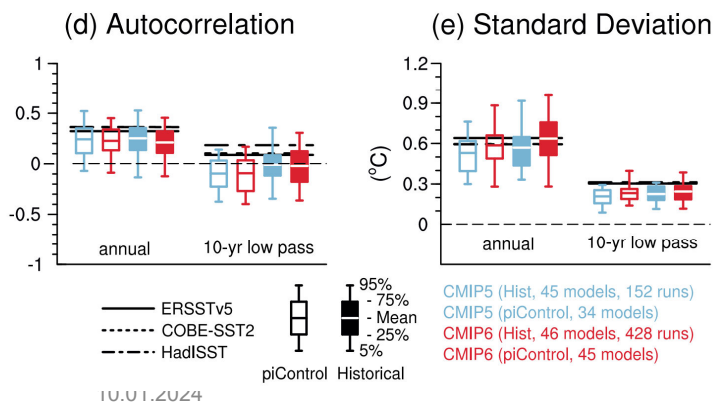 (d) Autocorrelation
(e) Standard Deviation
1
0.5
0
-0.5
-1
annual
10-yr low pass
1.2
0.9
0.6
0.3
0
(°C)
annual
10-yr low pass
ERSSTv5
COBE-SST2
HadISST
95%
- 75%
- Mean
- 25%
5%
piControl
Historical
CMIP5 (Hist, 45 models, 152 runs)
CMIP5 (piControl, 34 models)
CMIP6 (Hist, 46 models, 428 runs)
CMIP6 (piControl, 45 models)
10.01.2024